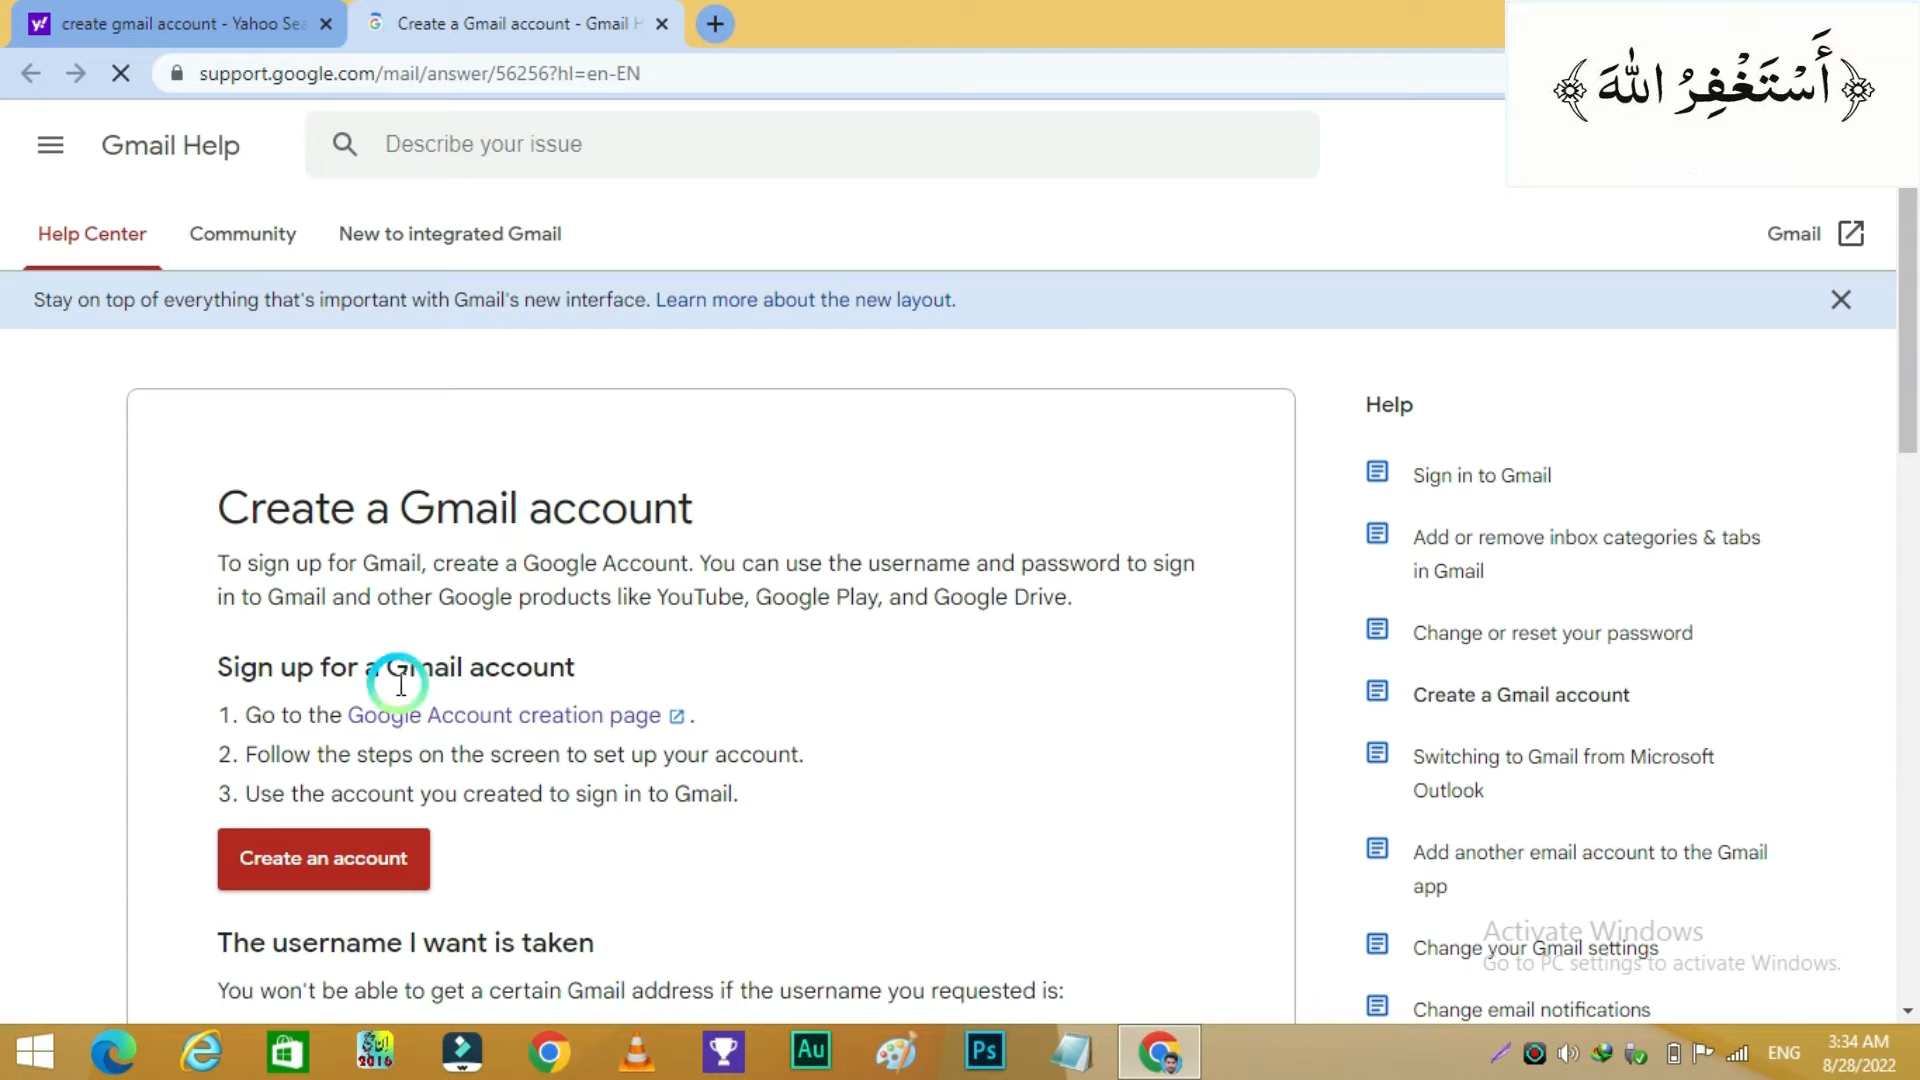 create gmail account - Yahoo Sea
Create a Gmail account - Gmail H
support.google.com/mail/answer/56256?hl=en-EN
أَسْتَغْفِرُ اللهَ
Gmail Help
Describe your issue
Help Center
Community
New to integrated Gmail
Gmail
Stay on top of everything that's important with Gmail's new interface. Learn more about the new layout.
Create a Gmail account
To sign up for Gmail, create a Google Account. You can use the username and password to sign
in to Gmail and other Google products like YouTube, Google Play, and Google Drive.
Sign up for a Gmail account
1. Go to the Google Account creation page .
2. Follow the steps on the screen to set up your account.
3. Use the account you created to sign in to Gmail.
Create an account
The username I want is taken
You won't be able to get a certain Gmail address if the username you requested is:
Help
Sign in to Gmail
Add or remove inbox categories & tabs
in Gmail
Change or reset your password
Create a Gmail account
Switching to Gmail from Microsoft
Outlook
Add another email account to the Gmail
app
Change your Gmail settings
Change email notifications
Activate Windows
Go to PC settings to activate Windows.
2016
Au
Ps
ENG
3:34 AM
8/28/2022